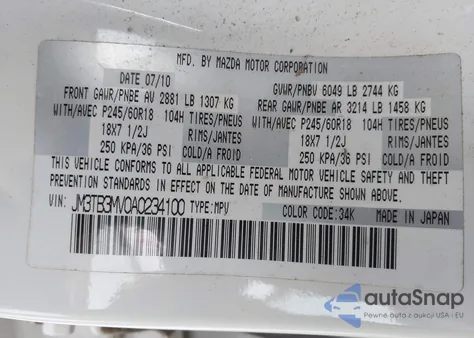 MFD. BY MAZDA MOTOR CORPORATION
DATE 07/10 GVWR/PNBV 6049 LB 2744 KG
FRONT GAWR/PNBE AV 2881 LB 1307 KG REAR GAWR/PNBE AR 3214 LB 1458 KG
WITH/AVEC P245/60R18 104H TIRES/PNEUS WITH/AVEC P245/60R18 104H TIRES/PNEUS
18X7 1/2J RIMS/JANTES 18X7 1/2J RIMS/JANTES
250 KPA/36 PSI COLD/A FROID 250 KPA/36 PSI COLD/A FROID
THIS VEHICLE CONFORMS TO ALL APPLICABLE FEDERAL MOTOR VEHICLE SAFETY AND THEFT
PREVENTION STANDARDS IN EFFECT ON THE DATE OF MANUFACTURE SHOWN ABOVE.
VIN: JM3TB3MV0A0234100 TYPE:MPV COLOR CODE:34K MADE IN JAPAN
autoSnap
Pewne auta z aukcji USA i EU